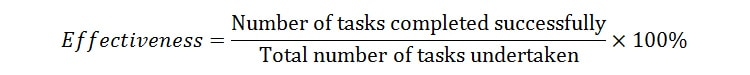 Effectiveness = Number of tasks completed successfully / Total number of tasks undertaken × 100%